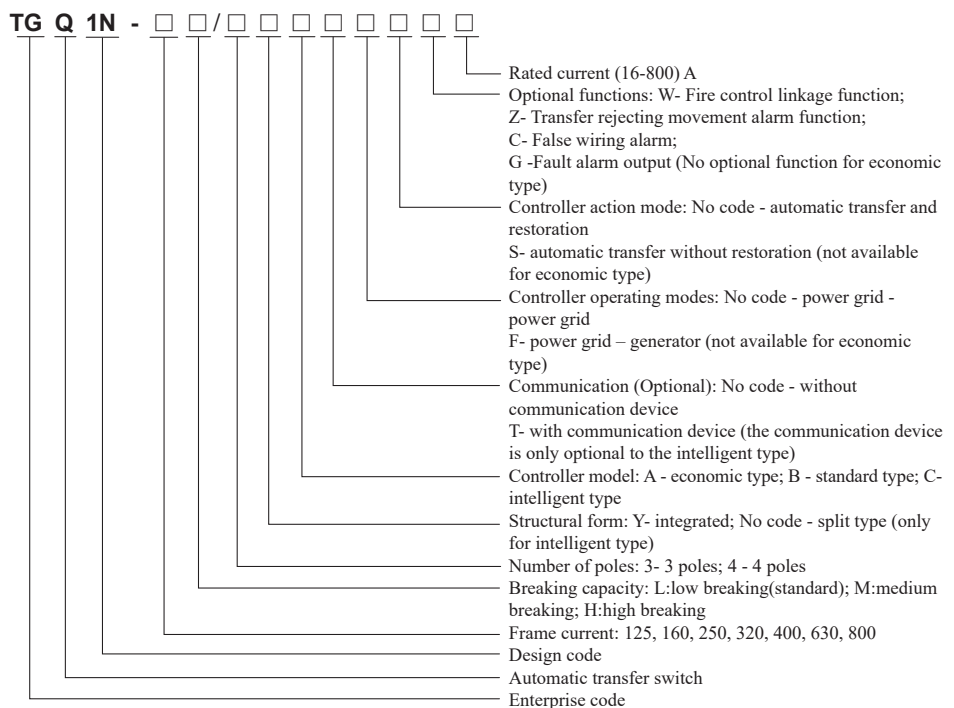 TG Q 1N - □ □ / □ □ □ □ □ □ □ □
Rated current (16-800) A
Optional functions: W- Fire control linkage function;
Z- Transfer rejecting movement alarm function;
C- False wiring alarm;
G -Fault alarm output (No optional function for economic
type)
Controller action mode: No code - automatic transfer and
restoration
S- automatic transfer without restoration (not available
for economic type)
Controller operating modes: No code - power grid -
power grid
F- power grid – generator (not available for economic
type)
Communication (Optional): No code - without
communication device
T- with communication device (the communication device
is only optional to the intelligent type)
Controller model: A - economic type; B - standard type; C-
intelligent type
Structural form: Y- integrated; No code - split type (only
for intelligent type)
Number of poles: 3- 3 poles; 4 - 4 poles
Breaking capacity: L:low breaking(standard); M:medium
breaking; H:high breaking
Frame current: 125, 160, 250, 320, 400, 630, 800
Design code
Automatic transfer switch
Enterprise code